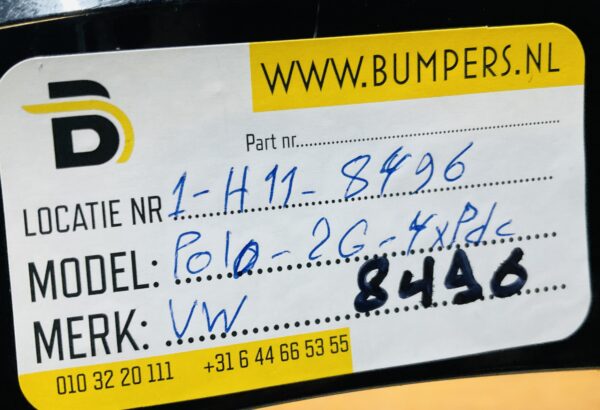 WWW.BUMPERS.NL
B
Part nr..........
LOCATIE NR 1-H11-8496
MODEL: Polo-2G-4xPdc
MERK: VW 8496
010 32 20 111 +31 6 44 66 53 55